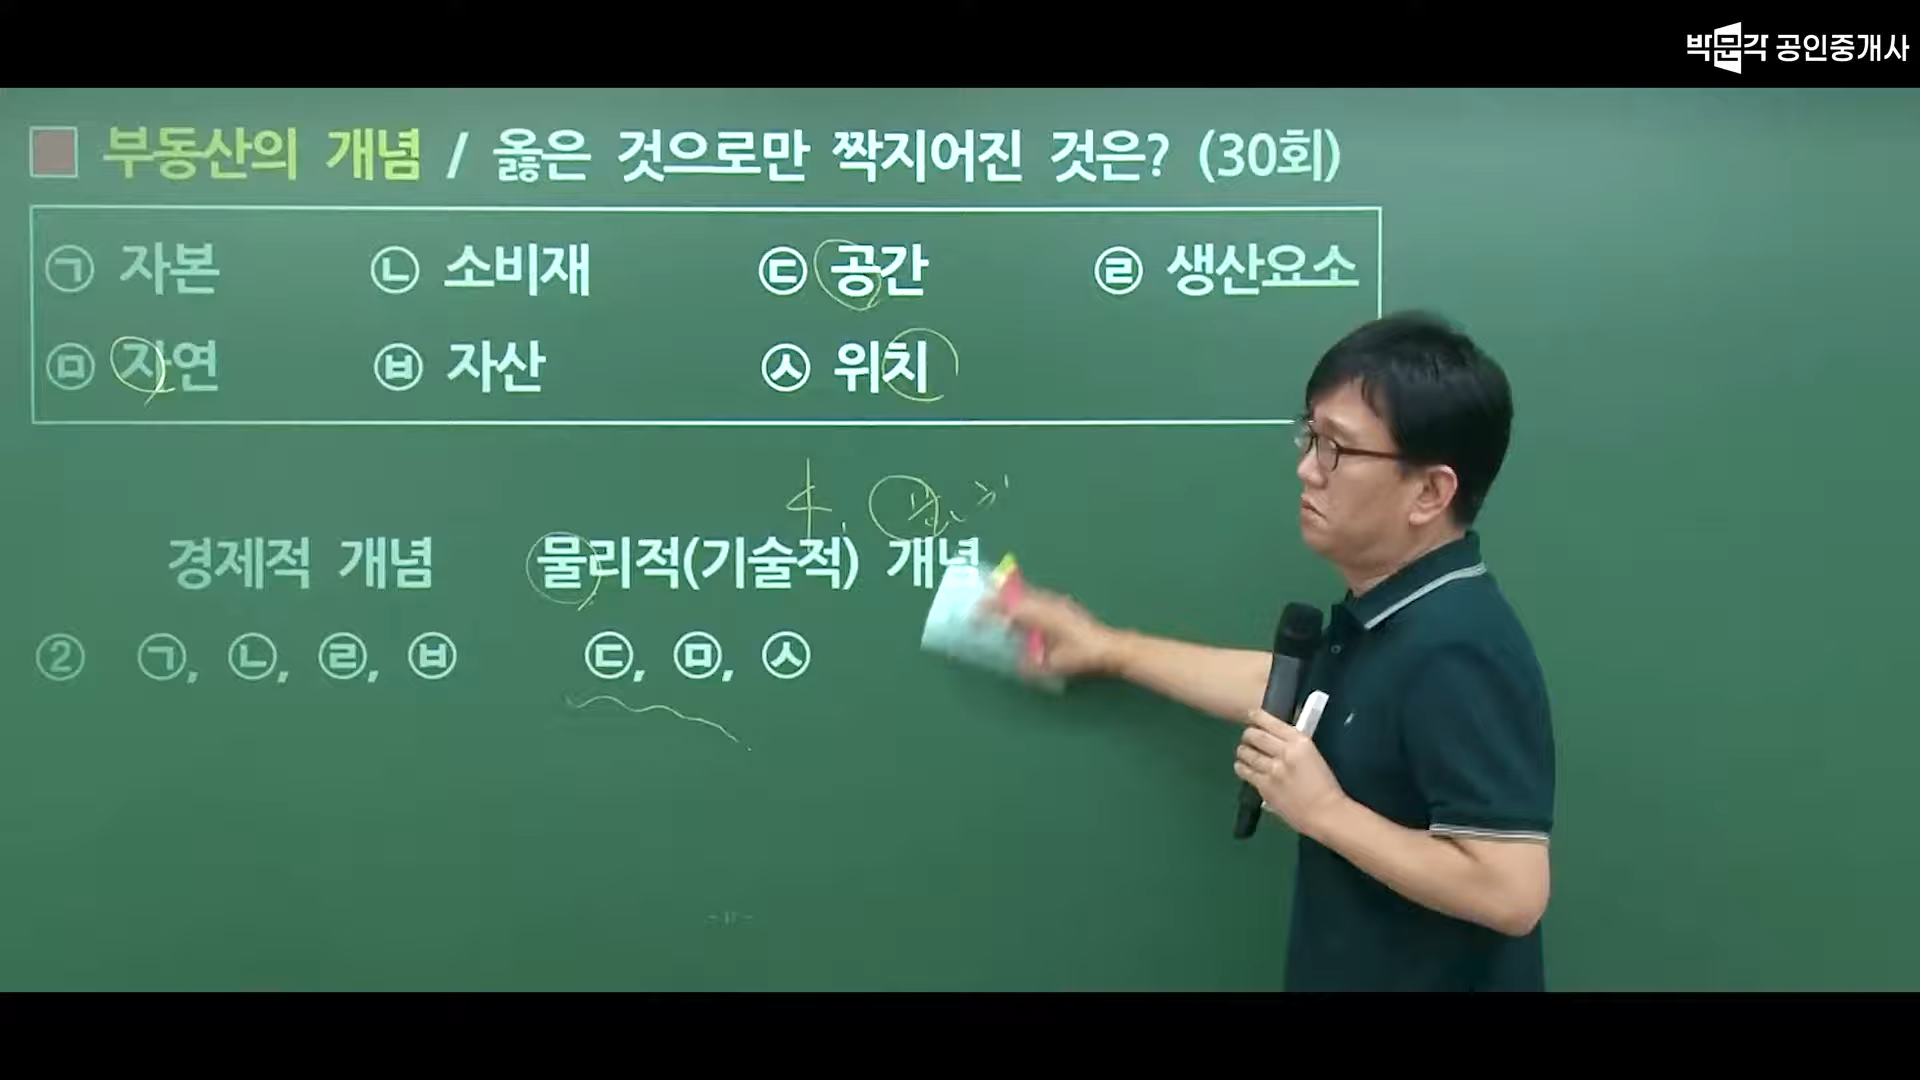 박문각 공인중개사
부동산의 개념 / 옳은 것으로만 짝지어진 것은? (30회)
㉠ 자본 ㉡ 소비재 ㉢ 공간 ㉣ 생산요소
㉤ 자연 ㉥ 자산 ㉦ 위치
경제적 개념 물리적(기술적) 개념
② ㉠, ㉡, ㉣, ㉥ ㉢, ㉤, ㉦